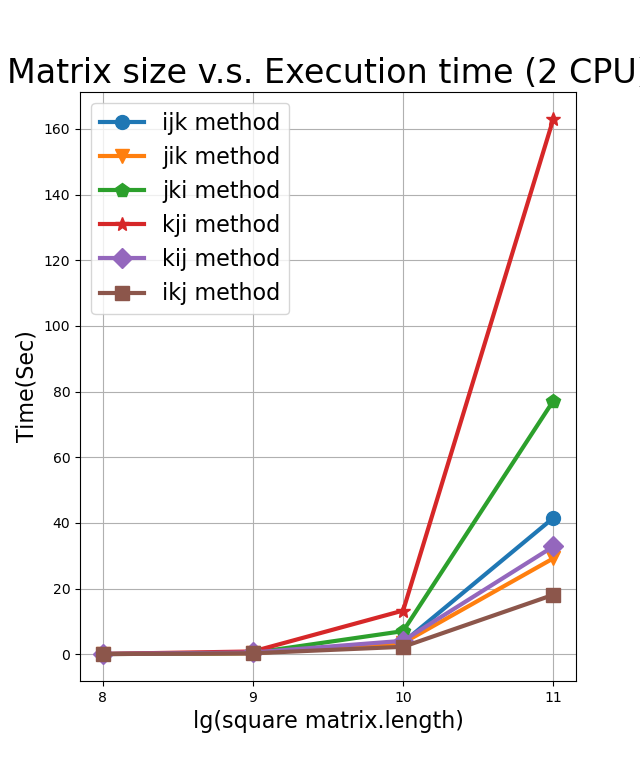 Matrix size v.s. Execution time (2 CPU)
ijk method
jik method
jki method
kji method
kij method
ikj method
160
140
120
100
80
60
40
20
0
Time(Sec)
8 9 10 11
lg(square matrix.length)